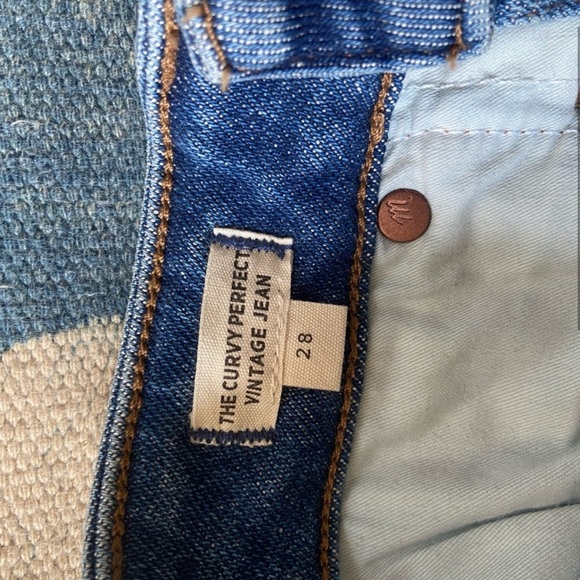 THE CURVY PERFECT
VINTAGE JEAN
28
m